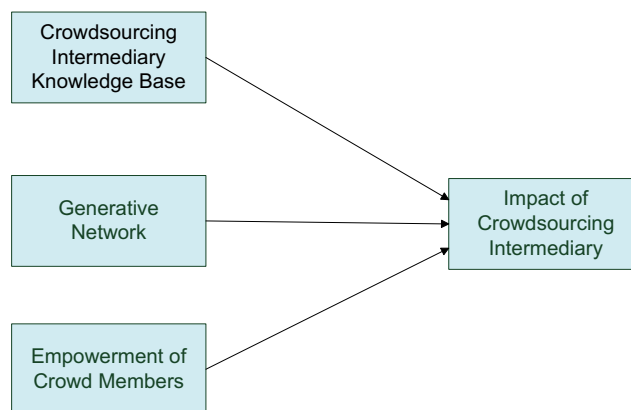 Crowdsourcing
Intermediary
Knowledge Base
Generative
Network
Impact of
Crowdsourcing
Intermediary
Empowerment of
Crowd Members